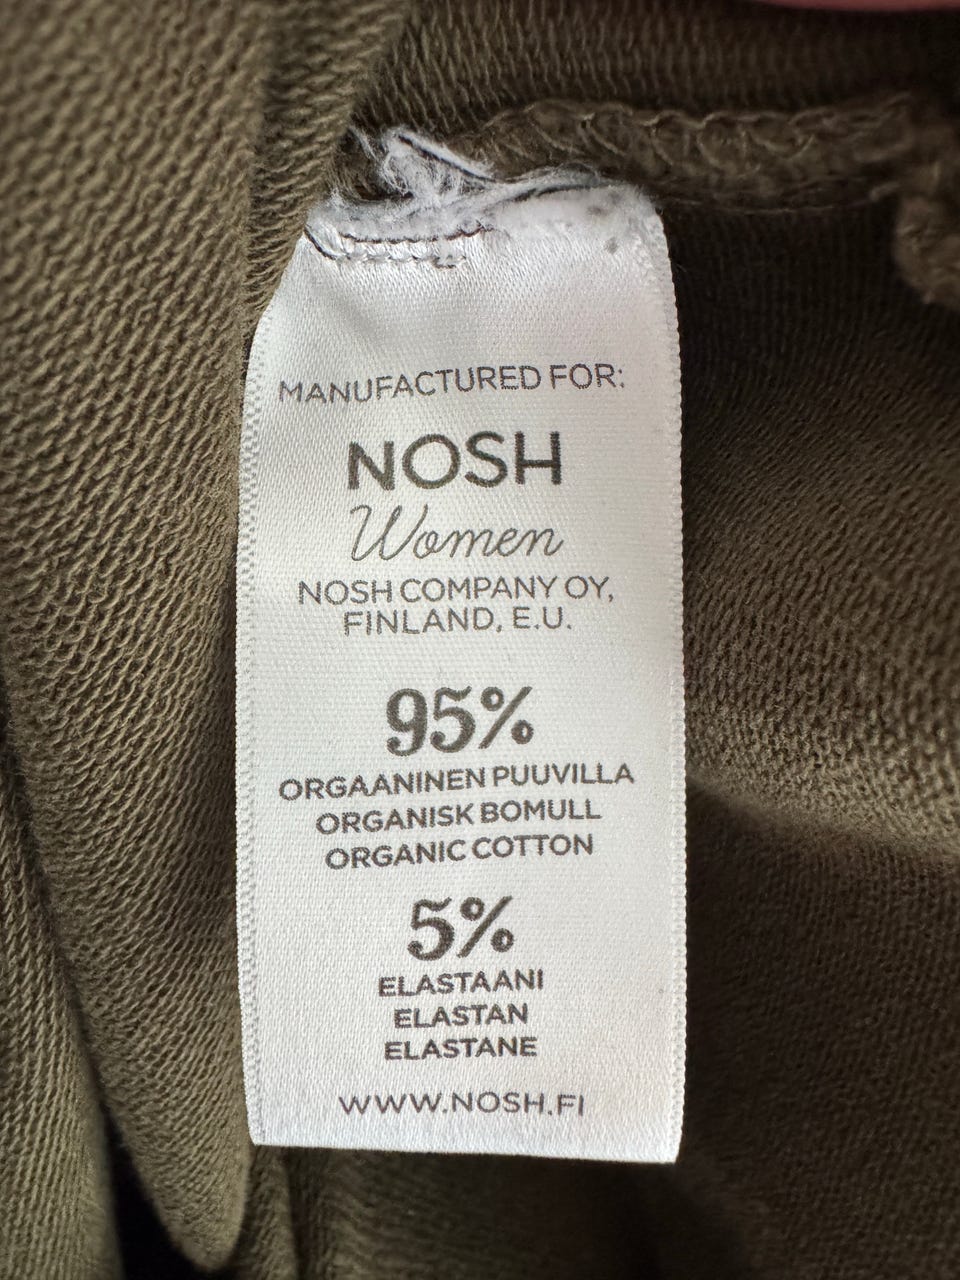 MANUFACTURED FOR:
NOSH
Women
NOSH COMPANY OY,
FINLAND, E.U.
95%
ORGAANINEN PUUVILLA
ORGANISK BOMULL
ORGANIC COTTON
5%
ELASTAANI
ELASTAN
ELASTANE
WWW.NOSH.FI